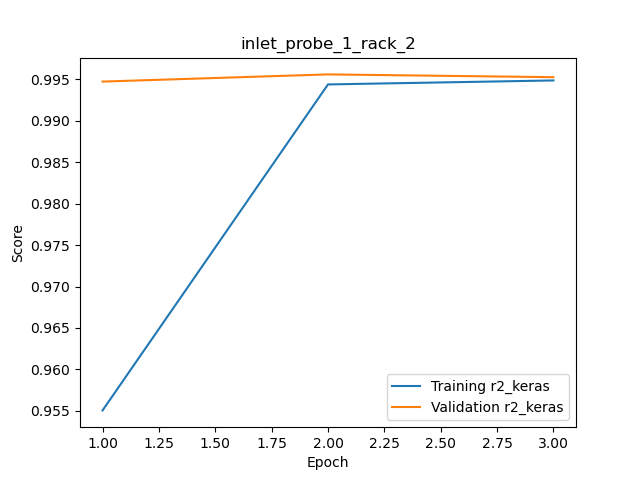 inlet_probe_1_rack_2
Score
0.995
0.990
0.985
0.980
0.975
0.970
0.965
0.960
0.955
Training r2_keras
Validation r2_keras
1.00 1.25 1.50 1.75 2.00 2.25 2.50 2.75 3.00
Epoch